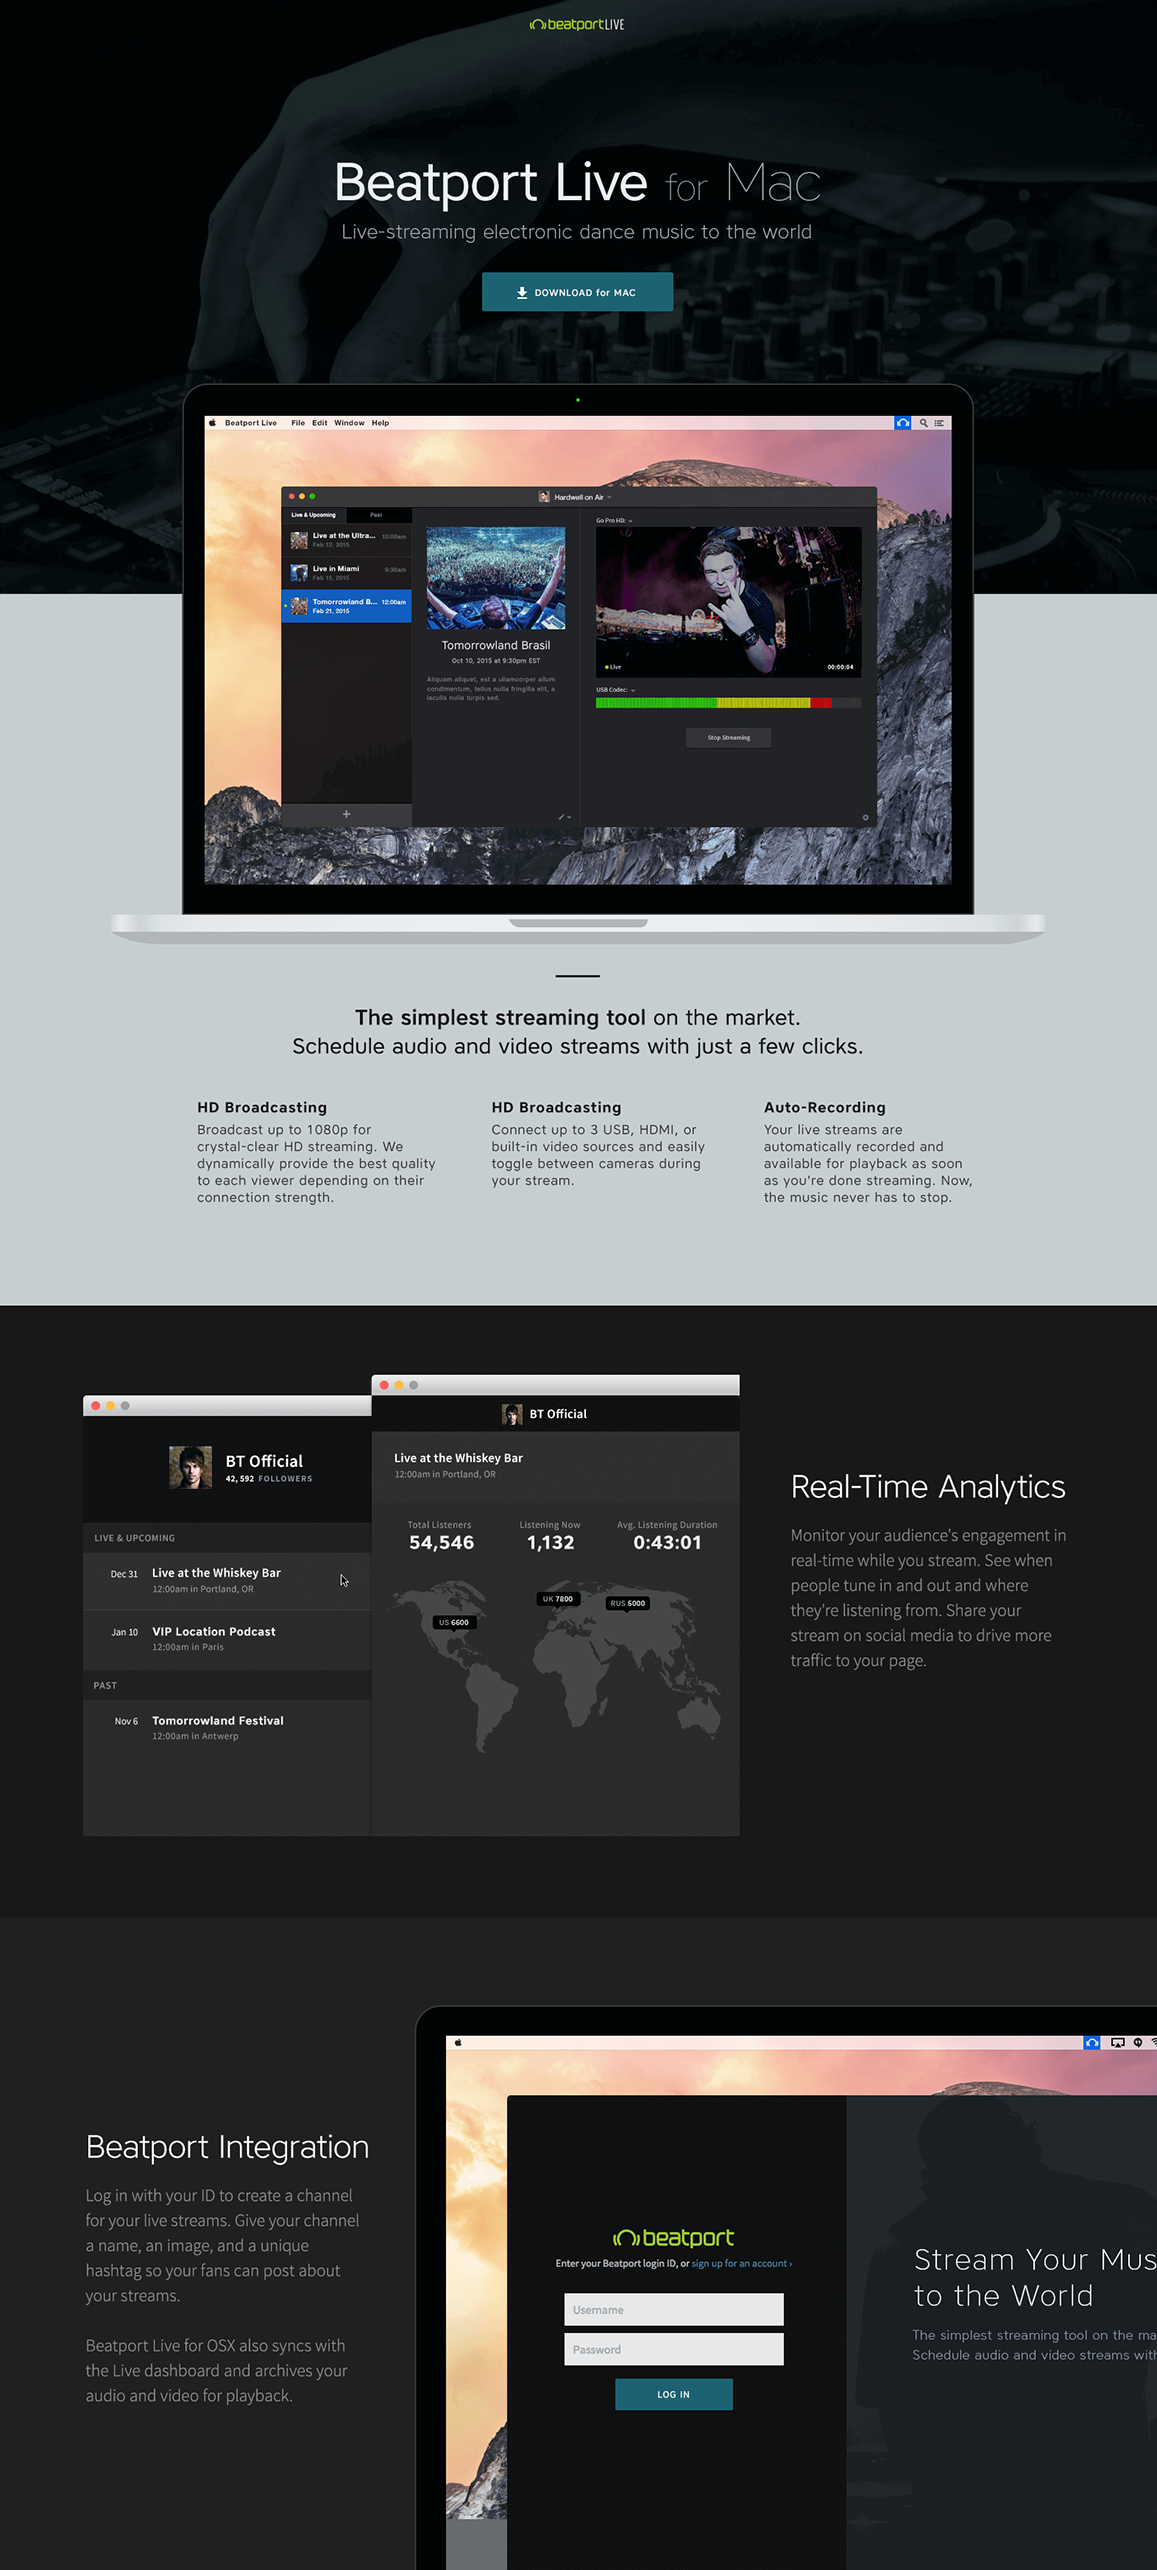 beatport LIVE
Beatport Live for Mac
Live-streaming electronic dance music to the world
DOWNLOAD for MAC
Beatport Live File Edit Window Help
Hardwell on Air
Live & Upcoming Past
Live at the Ultra... 12:00am
Feb 12, 2015
Live in Miami 9:30am
Feb 15, 2015
Tomorrowland B... 12:00am
Feb 21, 2015
+
Tomorrowland Brasil
Oct 10, 2015 at 9:30pm EST
Aliquam aliquet, est a ullamcorper allum
condimentum, tellus nulla fringilla elit, a
iaculis nulla turpis sed.
Go Pro HD:
Live 00:00:04
USB Codec:
Stop Streaming
The simplest streaming tool on the market.
Schedule audio and video streams with just a few clicks.
HD Broadcasting
Broadcast up to 1080p for
crystal-clear HD streaming. We
dynamically provide the best quality
to each viewer depending on their
connection strength.
HD Broadcasting
Connect up to 3 USB, HDMI, or
built-in video sources and easily
toggle between cameras during
your stream.
Auto-Recording
Your live streams are
automatically recorded and
available for playback as soon
as you're done streaming. Now,
the music never has to stop.
BT Official
42,592 FOLLOWERS
LIVE & UPCOMING
Dec 31 Live at the Whiskey Bar
12:00am in Portland, OR
Jan 10 VIP Location Podcast
12:00am in Paris
PAST
Nov 6 Tomorrowland Festival
12:00am in Antwerp
BT Official
Live at the Whiskey Bar
12:00am in Portland, OR
Total Listeners Listening Now Avg. Listening Duration
54,546 1,132 0:43:01
US 6600
UK 7800
RUS 5000
Real-Time Analytics
Monitor your audience's engagement in
real-time while you stream. See when
people tune in and out and where
they're listening from. Share your
stream on social media to drive more
traffic to your page.
Beatport Integration
Log in with your ID to create a channel
for your live streams. Give your channel
a name, an image, and a unique
hashtag so your fans can post about
your streams.
Beatport Live for OSX also syncs with
the Live dashboard and archives your
audio and video for playback.
beatport
Enter your Beatport login ID, or sign up for an account ›
Username
Password
LOG IN
Stream Your Mus
to the World
The simplest streaming tool on the ma
Schedule audio and video streams with